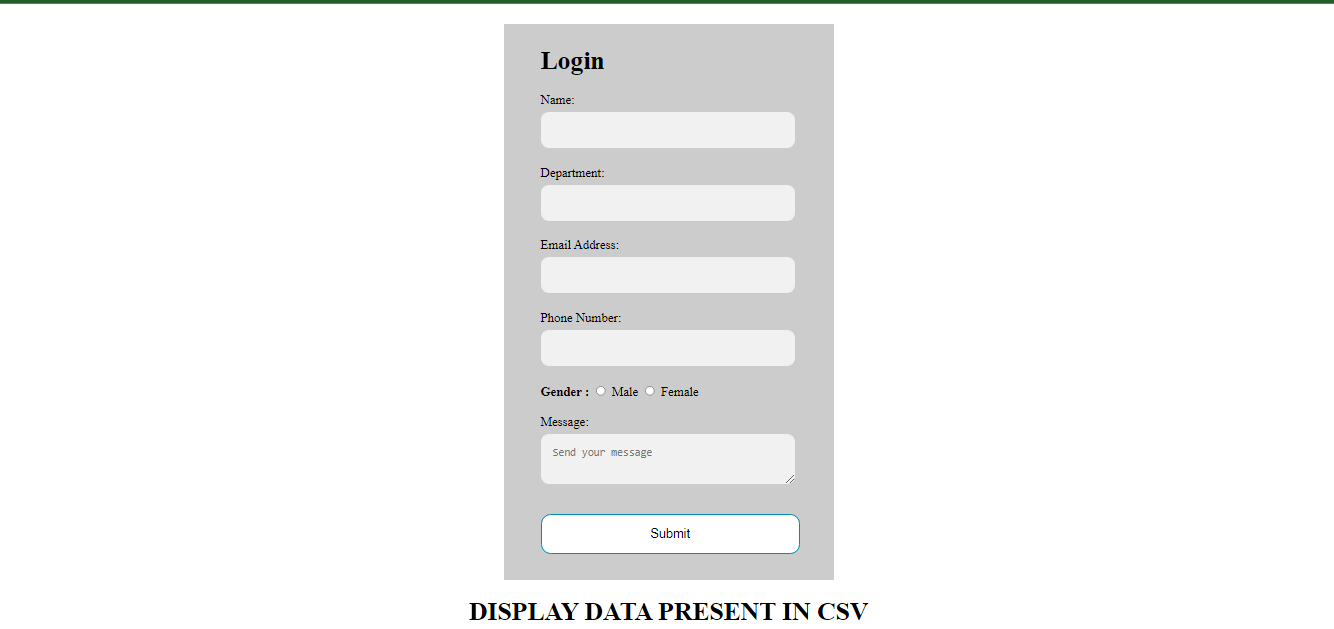 Login
Name:
Department:
Email Address:
Phone Number:
Gender : Male Female
Message:
Send your message
Submit
DISPLAY DATA PRESENT IN CSV